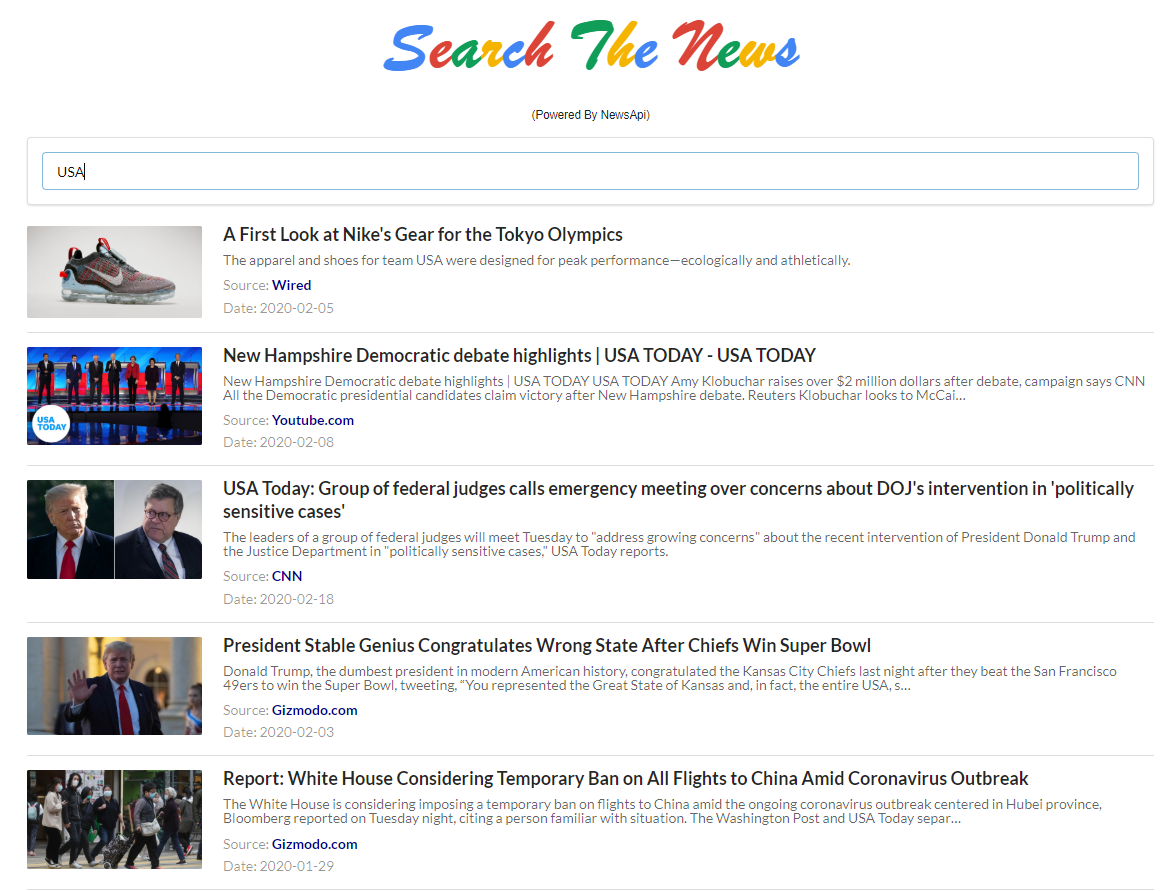 Search The News
(Powered By NewsApi)
USA
A First Look at Nike's Gear for the Tokyo Olympics
The apparel and shoes for team USA were designed for peak performance—ecologically and athletically.
Source: Wired
Date: 2020-02-05
New Hampshire Democratic debate highlights | USA TODAY - USA TODAY
New Hampshire Democratic debate highlights | USA TODAY USA TODAY Amy Klobuchar raises over $2 million dollars after debate, campaign says CNN
All the Democratic presidential candidates claim victory after New Hampshire debate. Reuters Klobuchar looks to McCai…
USA
TODAY
Source: Youtube.com
Date: 2020-02-08
USA Today: Group of federal judges calls emergency meeting over concerns about DOJ's intervention in 'politically
sensitive cases'
The leaders of a group of federal judges will meet Tuesday to "address growing concerns" about the recent intervention of President Donald Trump and
the Justice Department in "politically sensitive cases," USA Today reports.
Source: CNN
Date: 2020-02-18
President Stable Genius Congratulates Wrong State After Chiefs Win Super Bowl
Donald Trump, the dumbest president in modern American history, congratulated the Kansas City Chiefs last night after they beat the San Francisco
49ers to win the Super Bowl, tweeting, “You represented the Great State of Kansas and, in fact, the entire USA, s…
Source: Gizmodo.com
Date: 2020-02-03
Report: White House Considering Temporary Ban on All Flights to China Amid Coronavirus Outbreak
The White House is considering imposing a temporary ban on flights to China amid the ongoing coronavirus outbreak centered in Hubei province,
Bloomberg reported on Tuesday night, citing a person familiar with situation. The Washington Post and USA Today separ…
Source: Gizmodo.com
Date: 2020-01-29